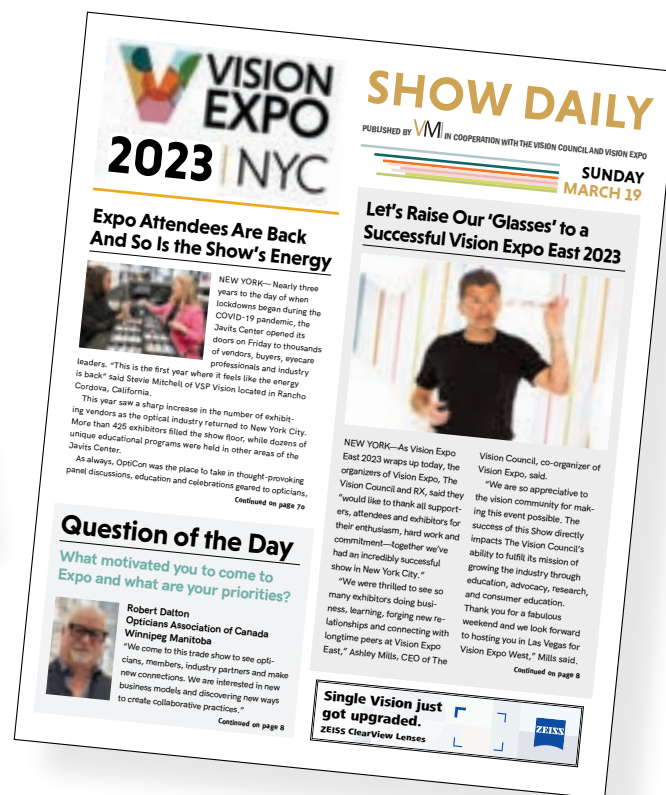 VISION
EXPO
2023 | NYC
SHOW DAILY
PUBLISHED BY VM IN COOPERATION WITH THE VISION COUNCIL AND VISION EXPO
SUNDAY
MARCH 19
Expo Attendees Are Back
And So Is the Show's Energy
NEW YORK— Nearly three
years to the day of when
lockdowns began during the
COVID-19 pandemic, the
Javits Center opened its
doors on Friday to thousands
of vendors, buyers, eyecare
professionals and industry
leaders. "This is the first year where it feels like the energy
is back" said Stevie Mitchell of VSP Vision located in Rancho
Cordova, California.
This year saw a sharp increase in the number of exhibit-
ing vendors as the optical industry returned to New York City.
More than 425 exhibitors filled the show floor, while dozens of
unique educational programs were held in other areas of the
Javits Center.
As always, OptiCon was the place to take in thought-provoking
panel discussions, education and celebrations geared to opticians,
Continued on page 70
Question of the Day
What motivated you to come to
Expo and what are your priorities?
Robert Dalton
Opticians Association of Canada
Winnipeg Manitoba
"We come to this trade show to see opti-
cians, members, industry partners and make
new connections. We are interested in new
business models and discovering new ways
to create collaborative practices."
Continued on page 8
Let's Raise Our 'Glasses' to a
Successful Vision Expo East 2023
NEW YORK—As Vision Expo
East 2023 wraps up today, the
organizers of Vision Expo, The
Vision Council and RX, said they
"would like to thank all support-
ers, attendees and exhibitors for
their enthusiasm, hard work and
commitment—together we've
had an incredibly successful
show in New York City."
"We were thrilled to see so
many exhibitors doing busi-
ness, learning, forging new re-
lationships and connecting with
longtime peers at Vision Expo
East," Ashley Mills, CEO of The
Vision Council, co-organizer of
Vision Expo, said.
"We are so appreciative to
the vision community for mak-
ing this event possible. The
success of this Show directly
impacts The Vision Council's
ability to fulfill its mission of
growing the industry through
education, advocacy, research,
and consumer education.
Thank you for a fabulous
weekend and we look forward
to hosting you in Las Vegas for
Vision Expo West," Mills said.
Continued on page 8
Single Vision just
got upgraded.
ZEISS ClearView Lenses
ZEISS